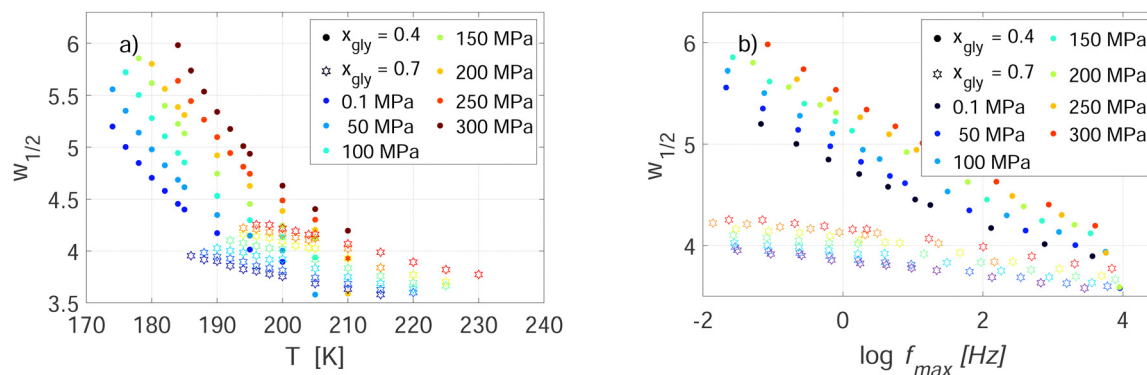 a)
x_gly = 0.4
x_gly = 0.7
0.1 MPa
50 MPa
100 MPa
150 MPa
200 MPa
250 MPa
300 MPa
w_1/2
6
5.5
5
4.5
4
3.5
170 180 190 200 210 220 230 240
T [K]
b)
x_gly = 0.4
x_gly = 0.7
0.1 MPa
50 MPa
100 MPa
150 MPa
200 MPa
250 MPa
300 MPa
w_1/2
6
5
4
-2 0 2 4
log f_max [Hz]